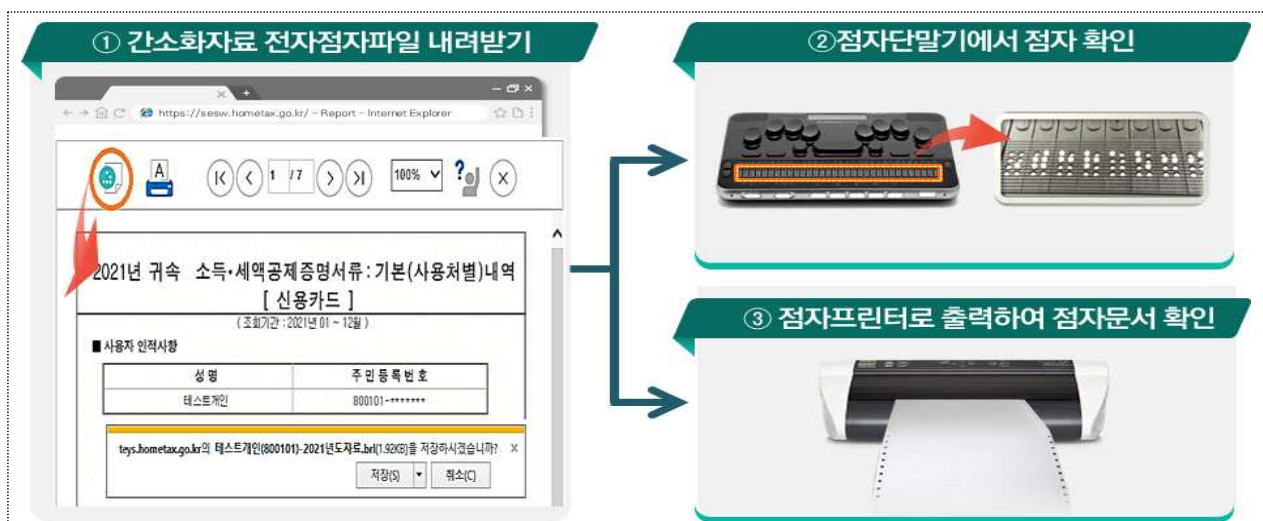 ① 간소화자료 전자점자파일 내려받기
https://sesw.hometax.go.kr/ - Report - Internet Explorer
A
1 / 7
100%
?
2021년 귀속 소득·세액공제증명서류 : 기본(사용처별)내역
[ 신용카드 ]
( 조회기간 : 2021년 01 ~ 12월 )
■ 사용자 인적사항
성 명 주 민 등 록 번 호
테스트개인 800101-*******
teys.hometax.go.kr의 테스트개인(800101)-2021년도자료.brl(1.92KB)을 저장하시겠습니까? X
저장(S) 취소(C)
②점자단말기에서 점자 확인
③ 점자프린터로 출력하여 점자문서 확인